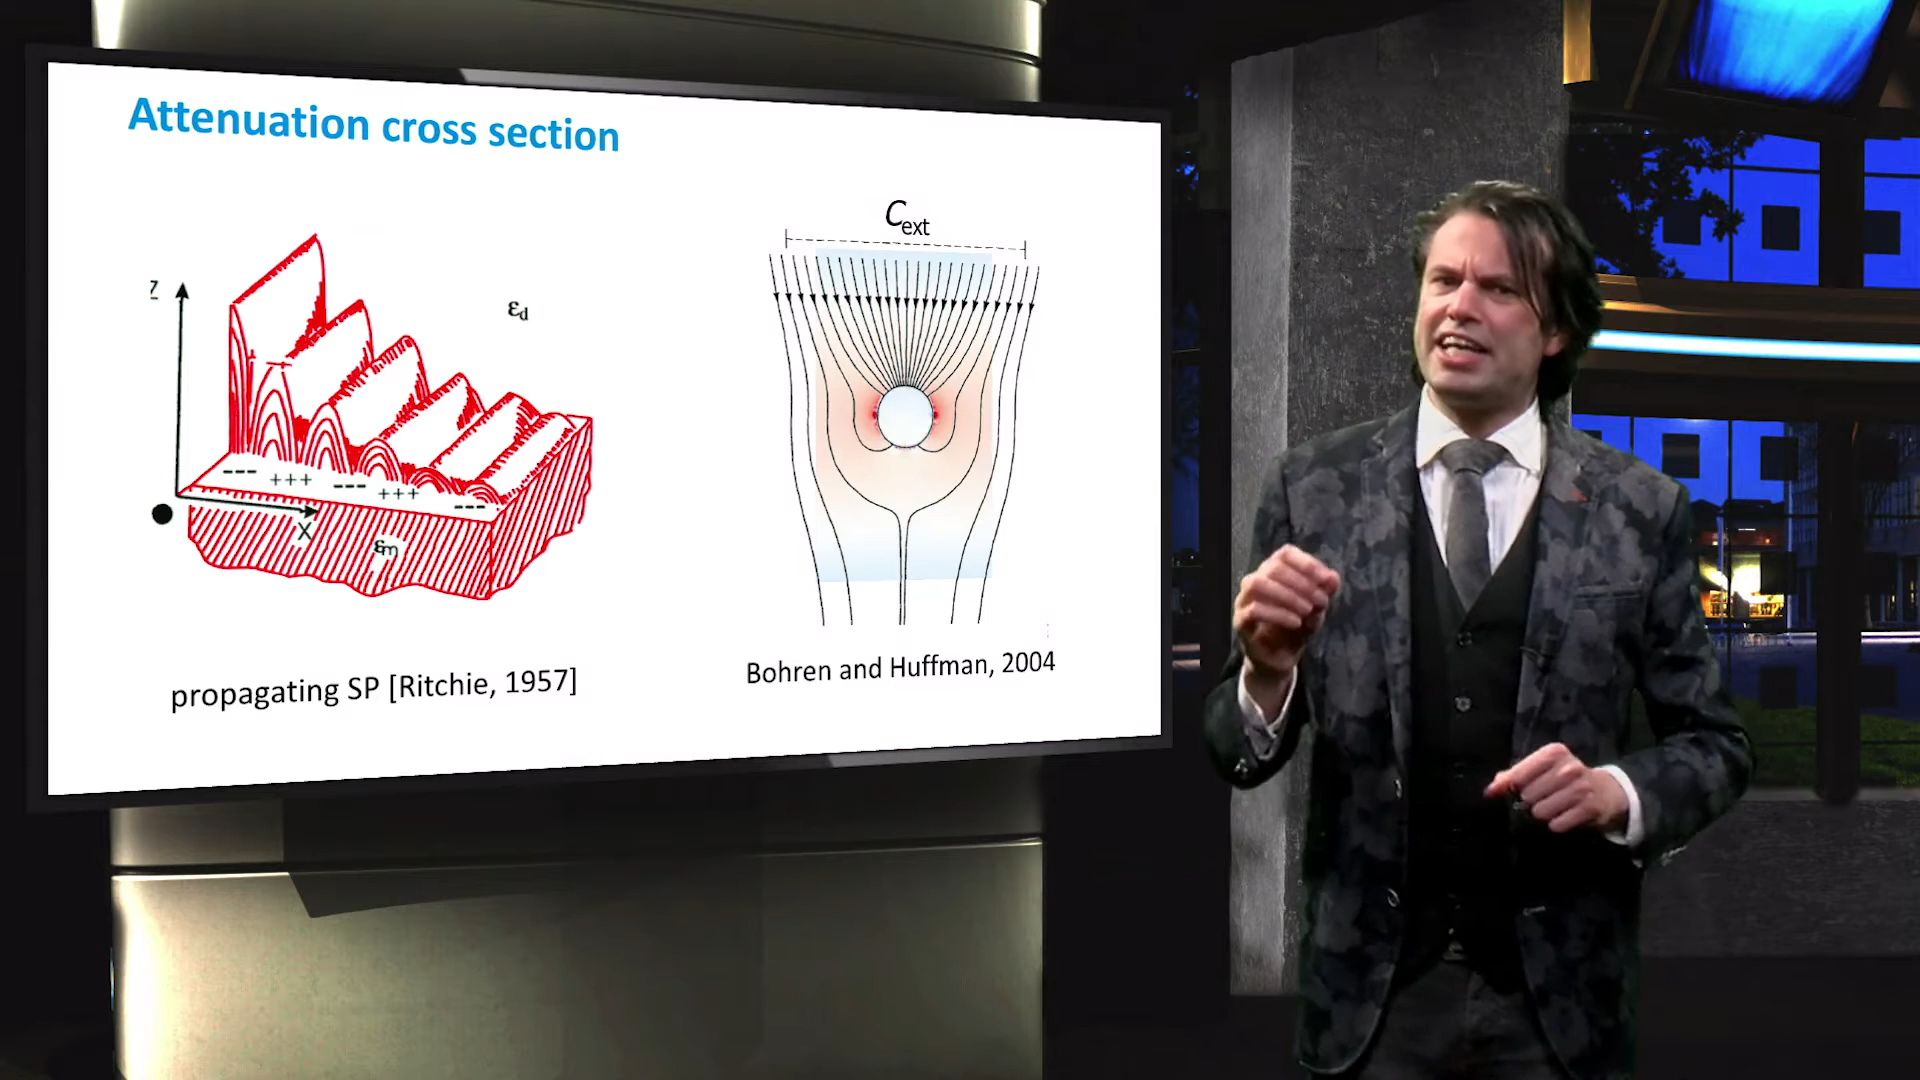 Attenuation cross section
C_ext
z
ε_d
--- +++ --- +++ ---
X
ε_m
propagating SP [Ritchie, 1957]
Bohren and Huffman, 2004